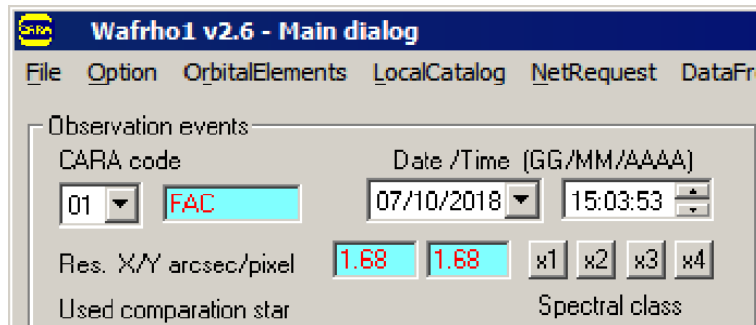 CARA Wafrho1 v2.6 - Main dialog
File Option OrbitalElements LocalCatalog NetRequest DataFr
Observation events
CARA code Date /Time (GG/MM/AAAA)
01 FAC 07/10/2018 15:03:53
Res. X/Y arcsec/pixel 1.68 1.68 x1 x2 x3 x4
Used comparation star Spectral class